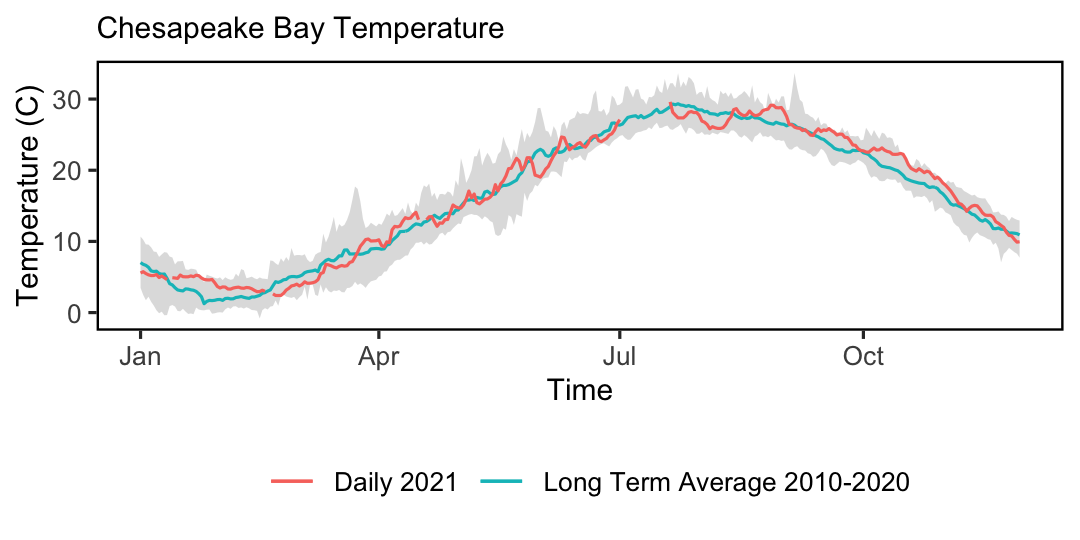 Chesapeake Bay Temperature
Temperature (C)
30
20
10
0
Jan Apr Jul Oct
Time
Daily 2021 Long Term Average 2010-2020